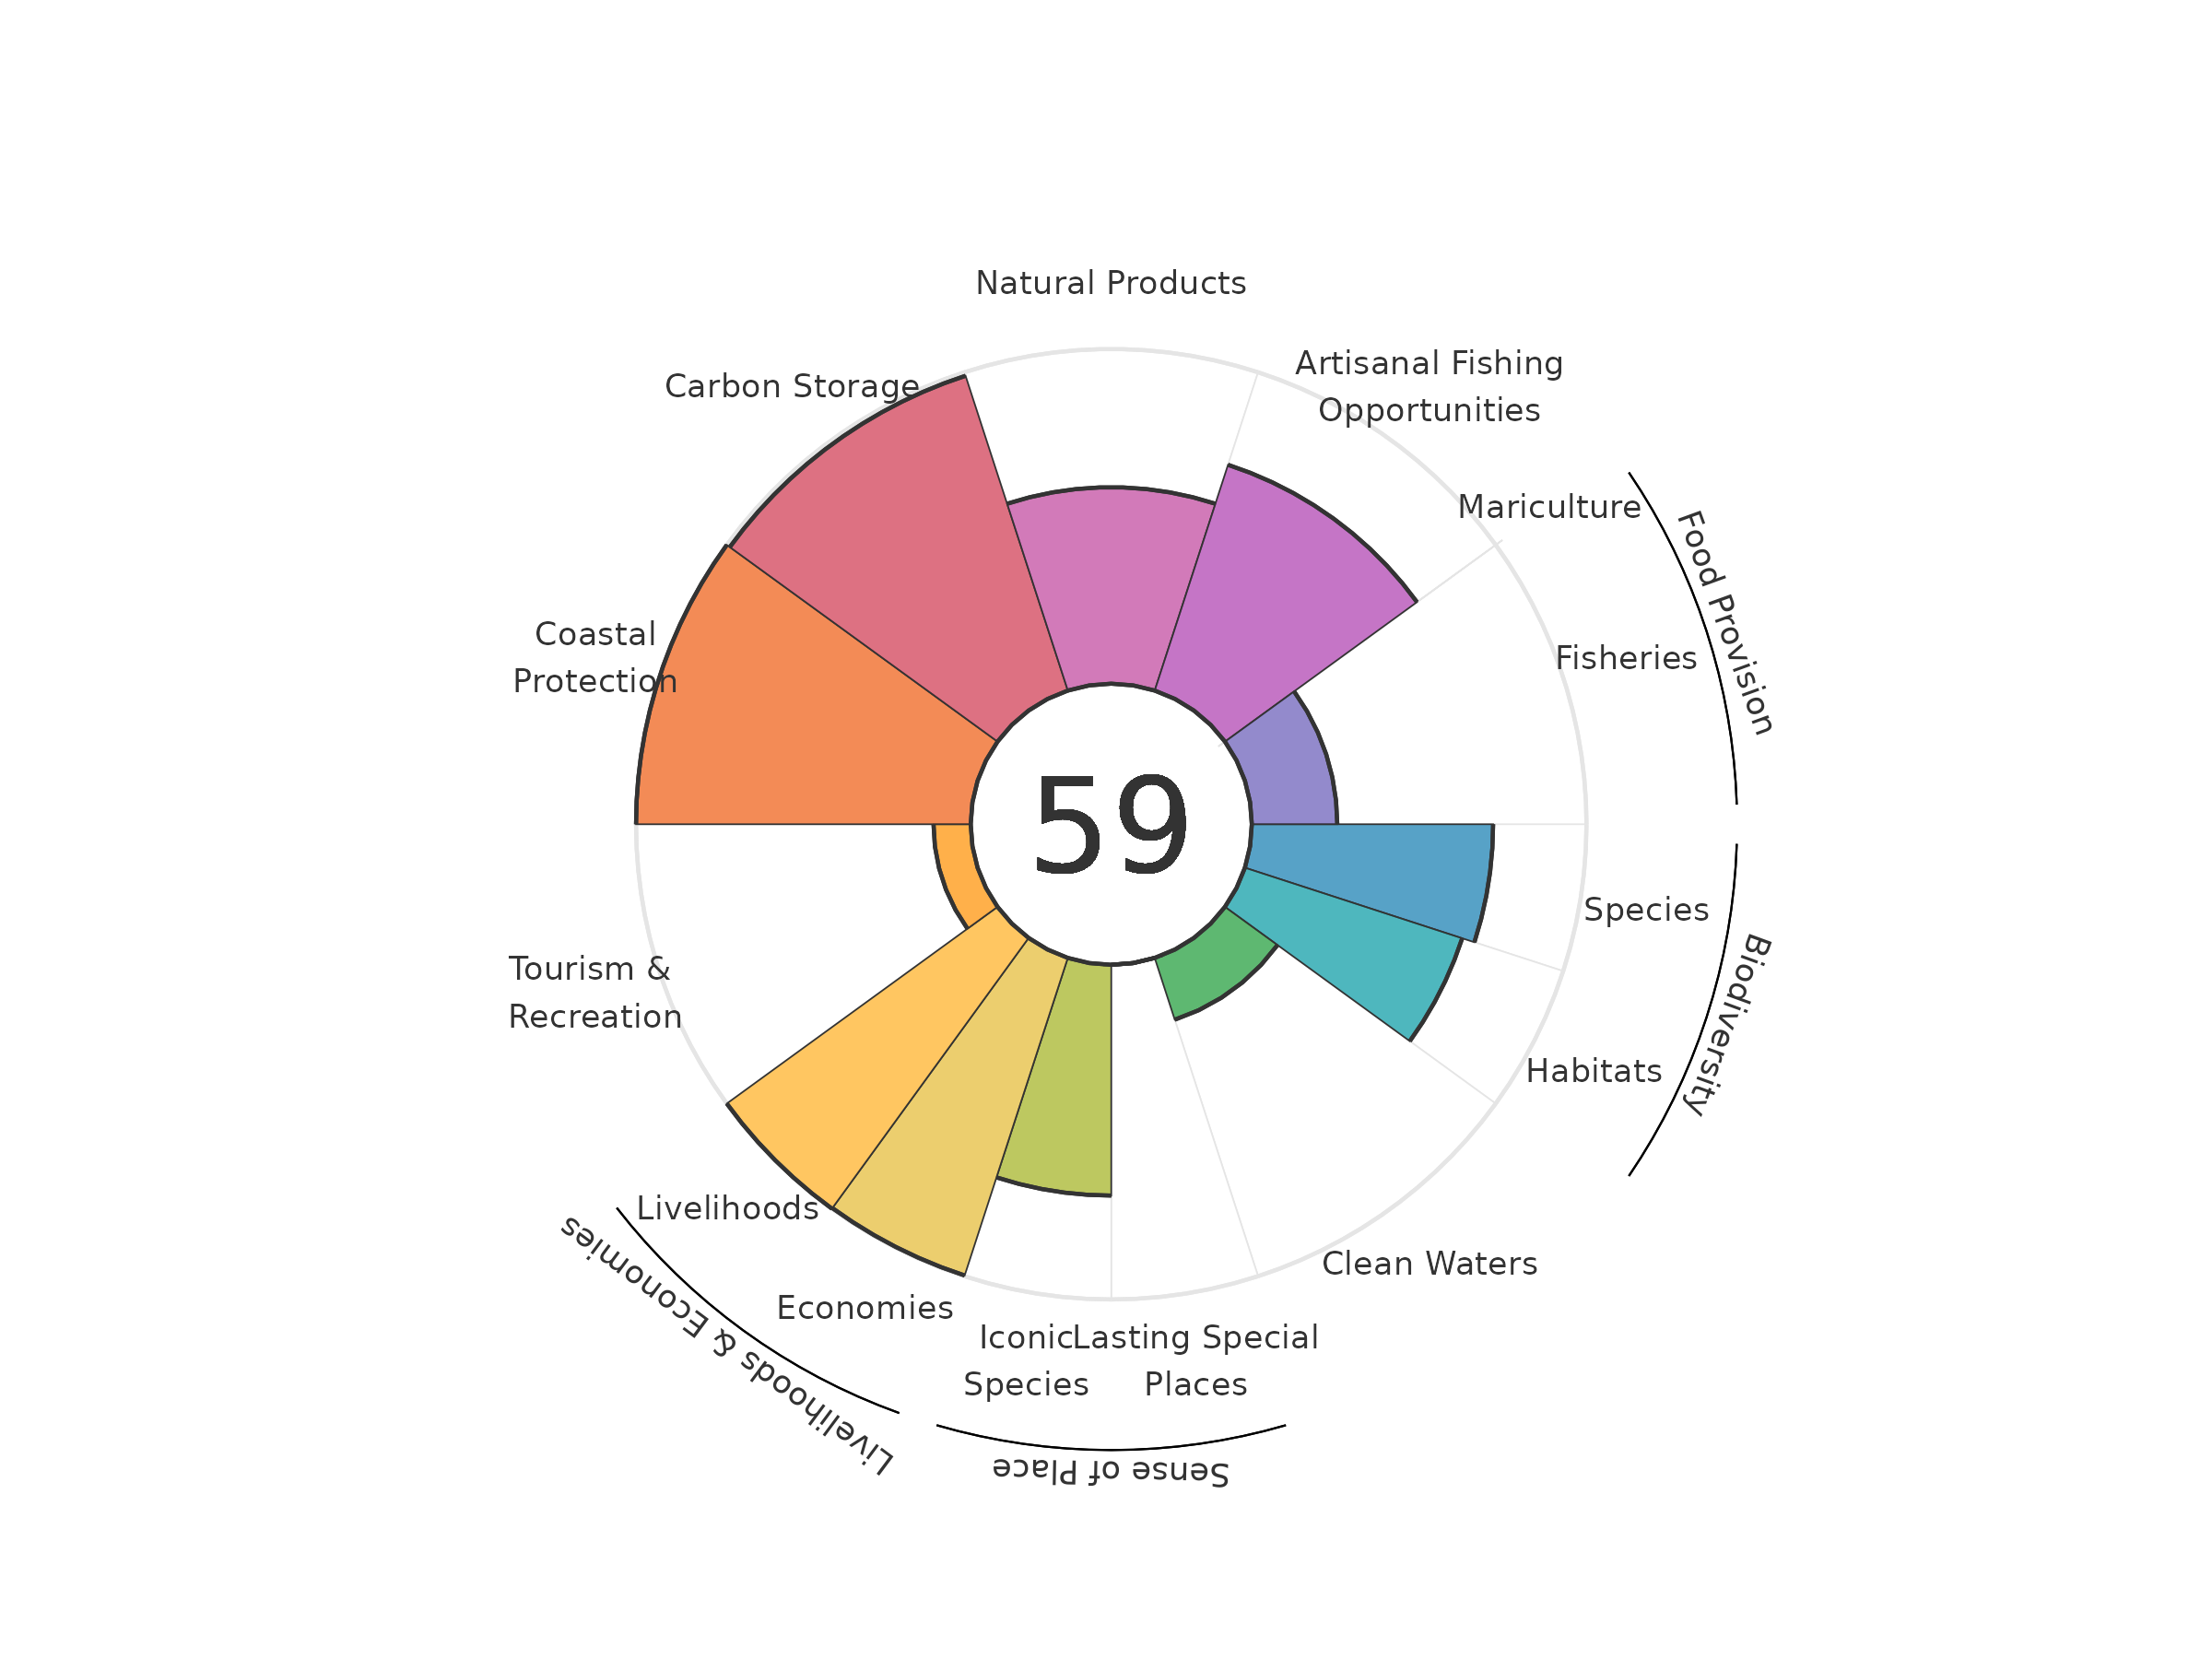 Natural Products
Artisanal Fishing
Opportunities
Carbon Storage
Mariculture
Food Provision
Coastal
Protection
Fisheries
59
Species
Biodiversity
Tourism &
Recreation
Habitats
Livelihoods
Clean Waters
Livelihoods & Economies
Economies
Iconic
Species
Lasting Special
Places
Sense of Place